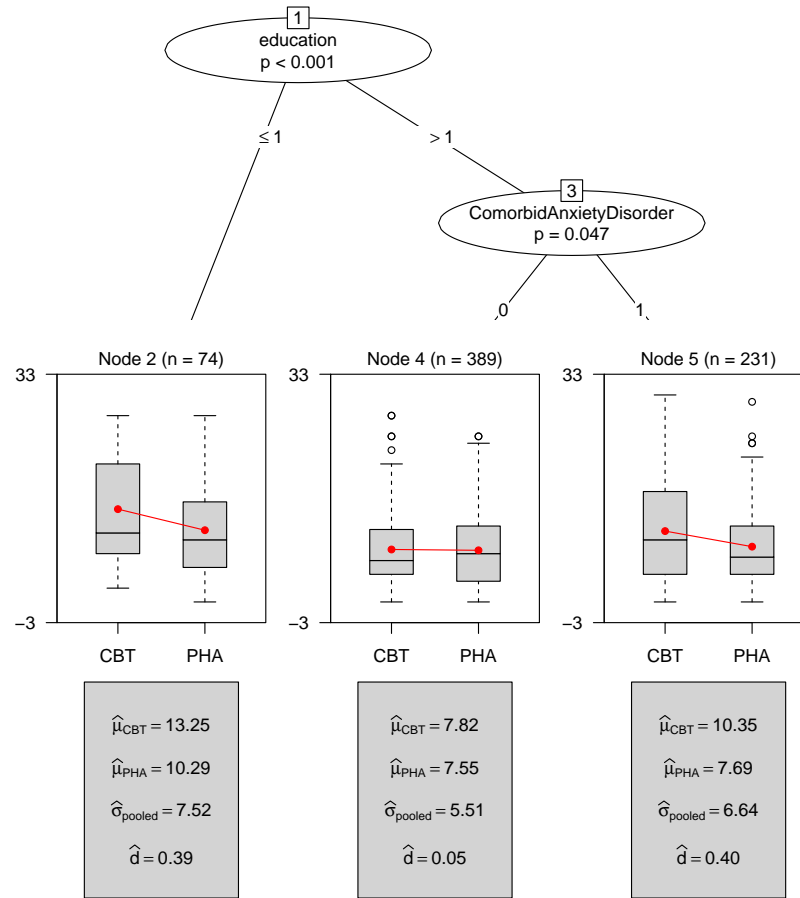 1
education
p < 0.001
≤ 1
> 1
3
ComorbidAnxietyDisorder
p = 0.047
0
1
Node 2 (n = 74)
Node 4 (n = 389)
Node 5 (n = 231)
33
33
33
−3
−3
−3
CBT PHA
CBT PHA
CBT PHA
μ̂CBT = 13.25
μ̂PHA = 10.29
σ̂pooled = 7.52
d̂ = 0.39
μ̂CBT = 7.82
μ̂PHA = 7.55
σ̂pooled = 5.51
d̂ = 0.05
μ̂CBT = 10.35
μ̂PHA = 7.69
σ̂pooled = 6.64
d̂ = 0.40